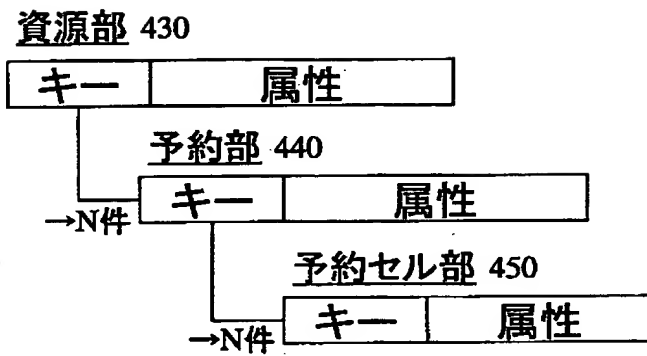 資源部 430
キー 属性
予約部 440
→N件 キー 属性
予約セル部 450
→N件 キー 属性